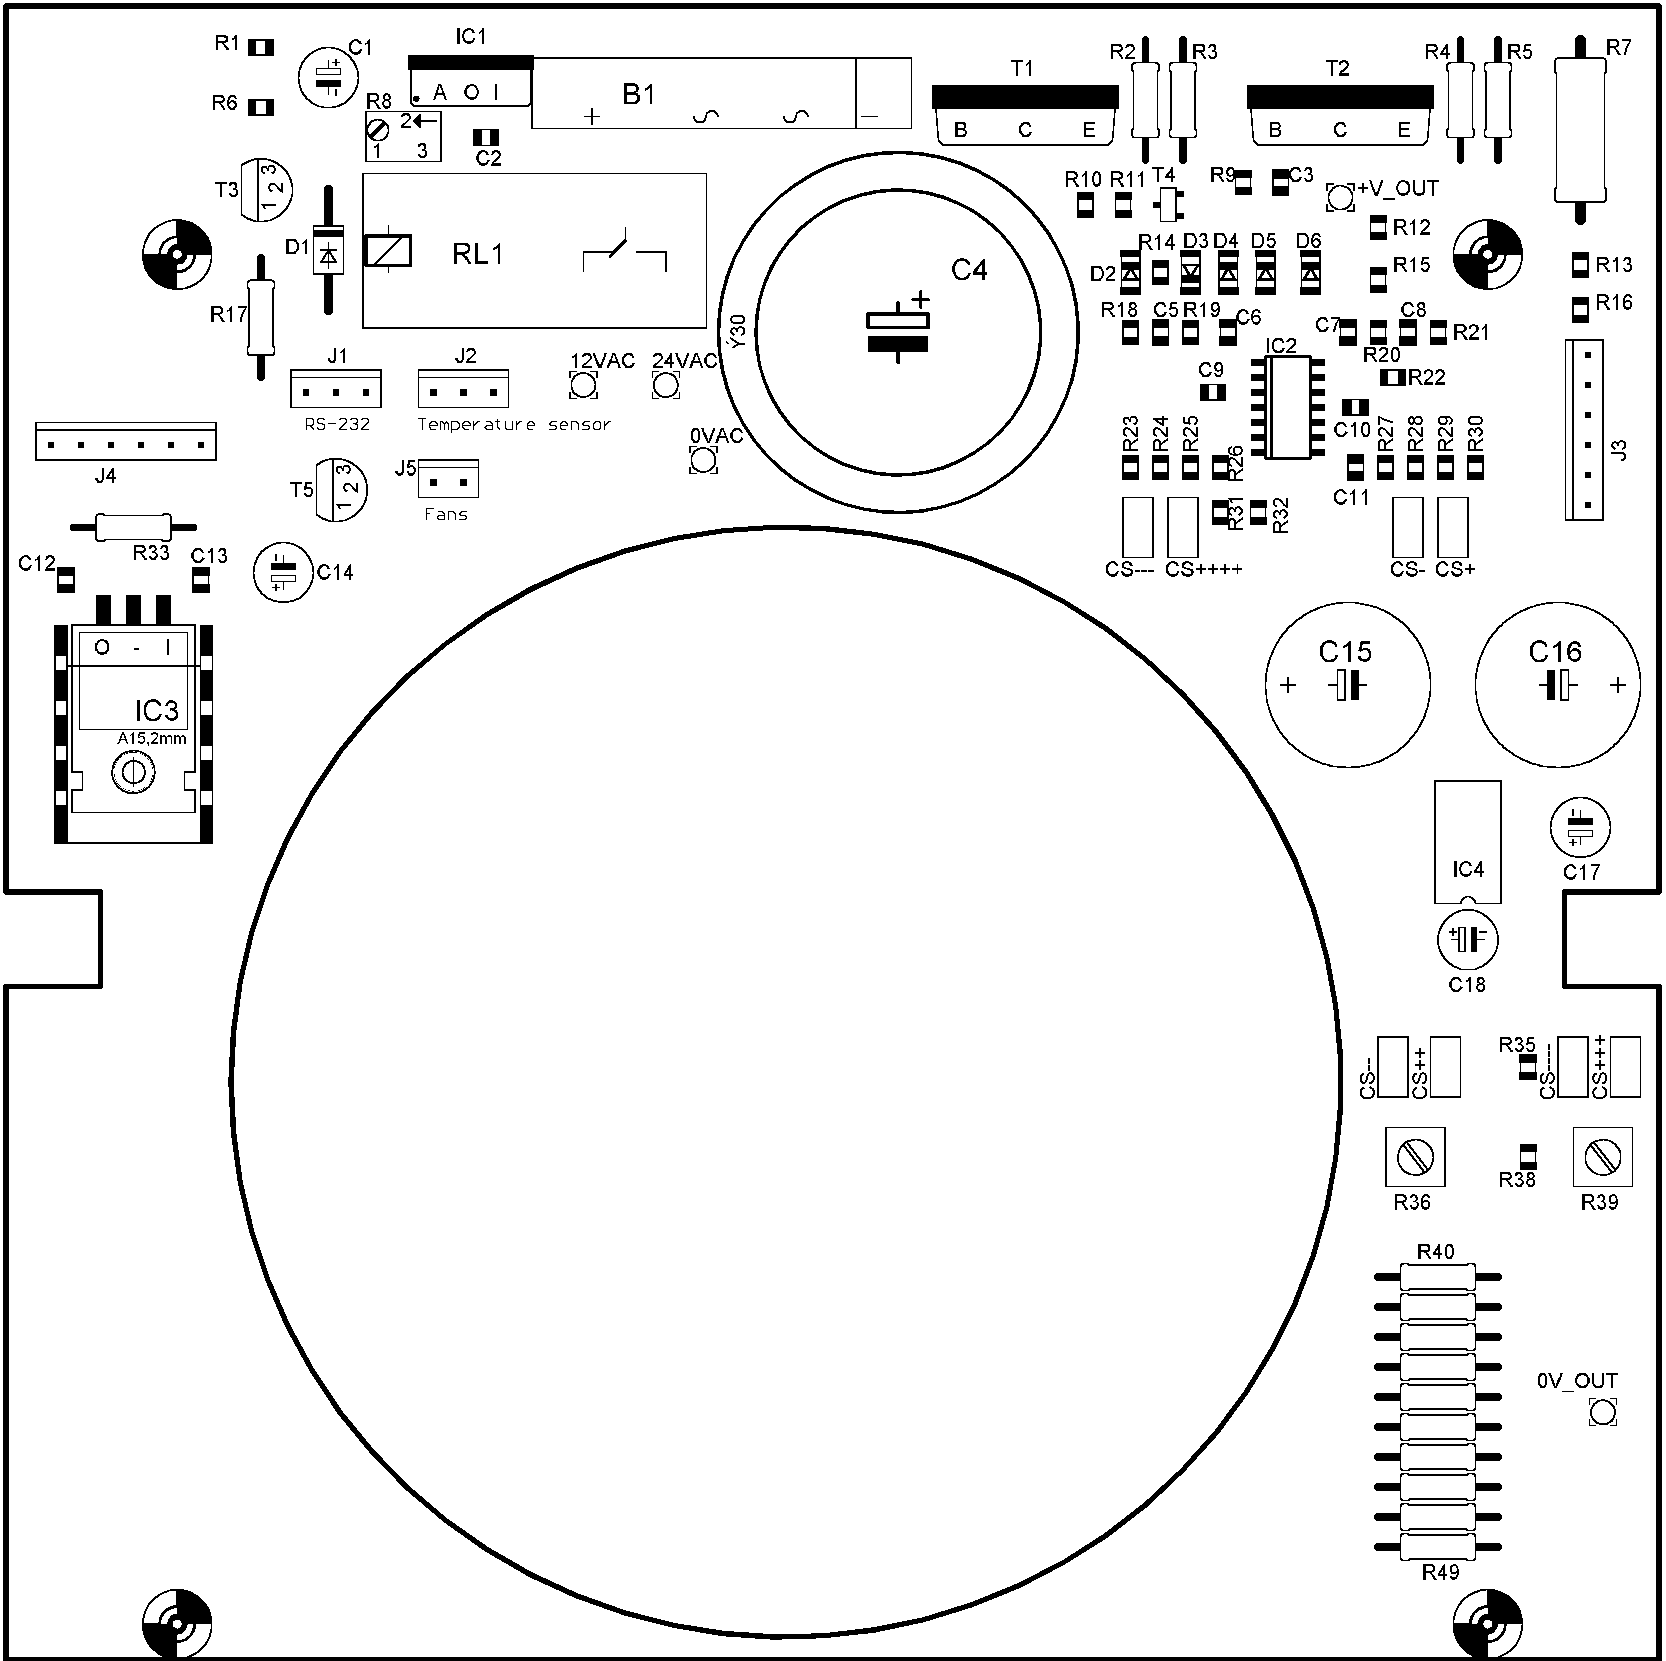 R1
C1
IC1
R2
R3
R4
R5
R7
T1
T2
A O I
B1
R6
R8
2
1
3
C2
B C E
B C E
T3
1 2 3
R10
R11
T4
R9
C3
+V_OUT
R12
D1
RL1
C4
+
R14
D3
D4
D5
D6
D2
R15
R13
R16
R17
Ý30
R18
C5
R19
C6
C7
C8
R21
IC2
R20
J1
J2
12VAC
24VAC
C9
R22
RS-232
Temperature sensor
0VAC
C10
J4
J5
T5
1 2 3
Fans
R23
R24
R25
R26
R27
R28
R29
R30
J3
C11
R31
R32
R33
C12
C13
C14
CS---
CS++++
CS-
CS+
O - I
IC3
A15,2mm
C15
C16
+
+
IC4
C17
C18
CS--
CS++
R35
CS----
CS+++
R36
R38
R39
R40
0V_OUT
R49